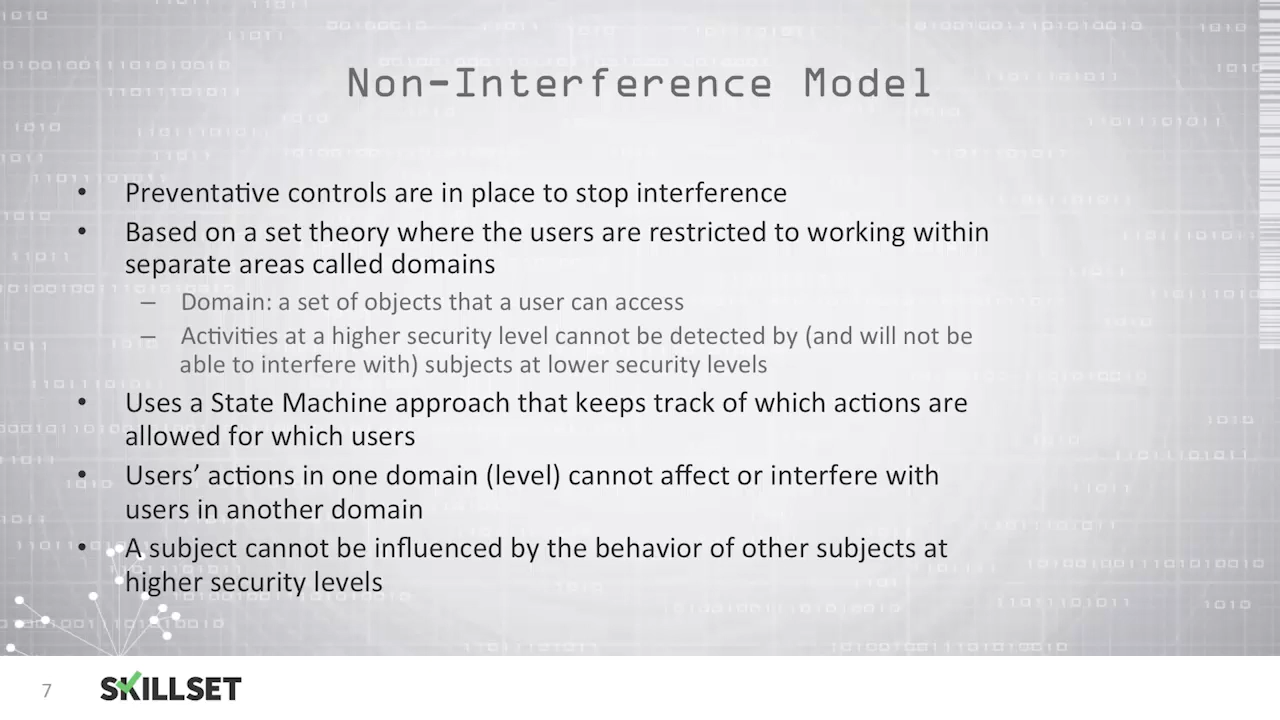 Non-Interference Model
• Preventative controls are in place to stop interference
• Based on a set theory where the users are restricted to working within
separate areas called domains
– Domain: a set of objects that a user can access
– Activities at a higher security level cannot be detected by (and will not be
able to interfere with) subjects at lower security levels
• Uses a State Machine approach that keeps track of which actions are
allowed for which users
• Users’ actions in one domain (level) cannot affect or interfere with
users in another domain
• A subject cannot be influenced by the behavior of other subjects at
higher security levels
7
SKILLSET